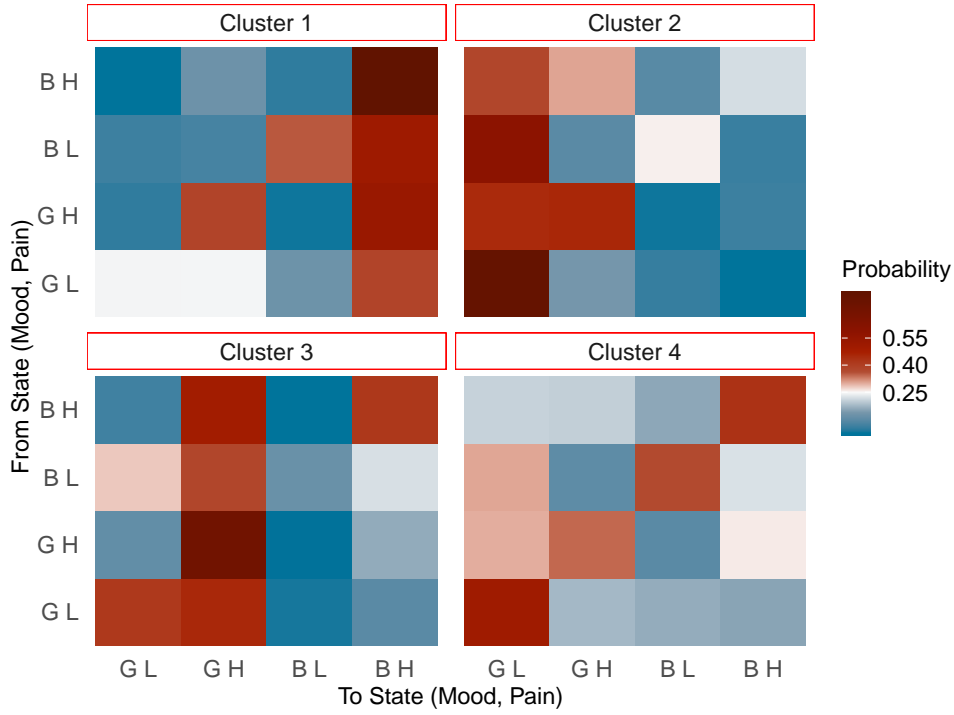 Cluster 1
Cluster 2
B H
B L
G H
G L
From State (Mood, Pain)
Probability
0.55
0.40
0.25
Cluster 3
Cluster 4
B H
B L
G H
G L
G L G H B L B H
G L G H B L B H
To State (Mood, Pain)